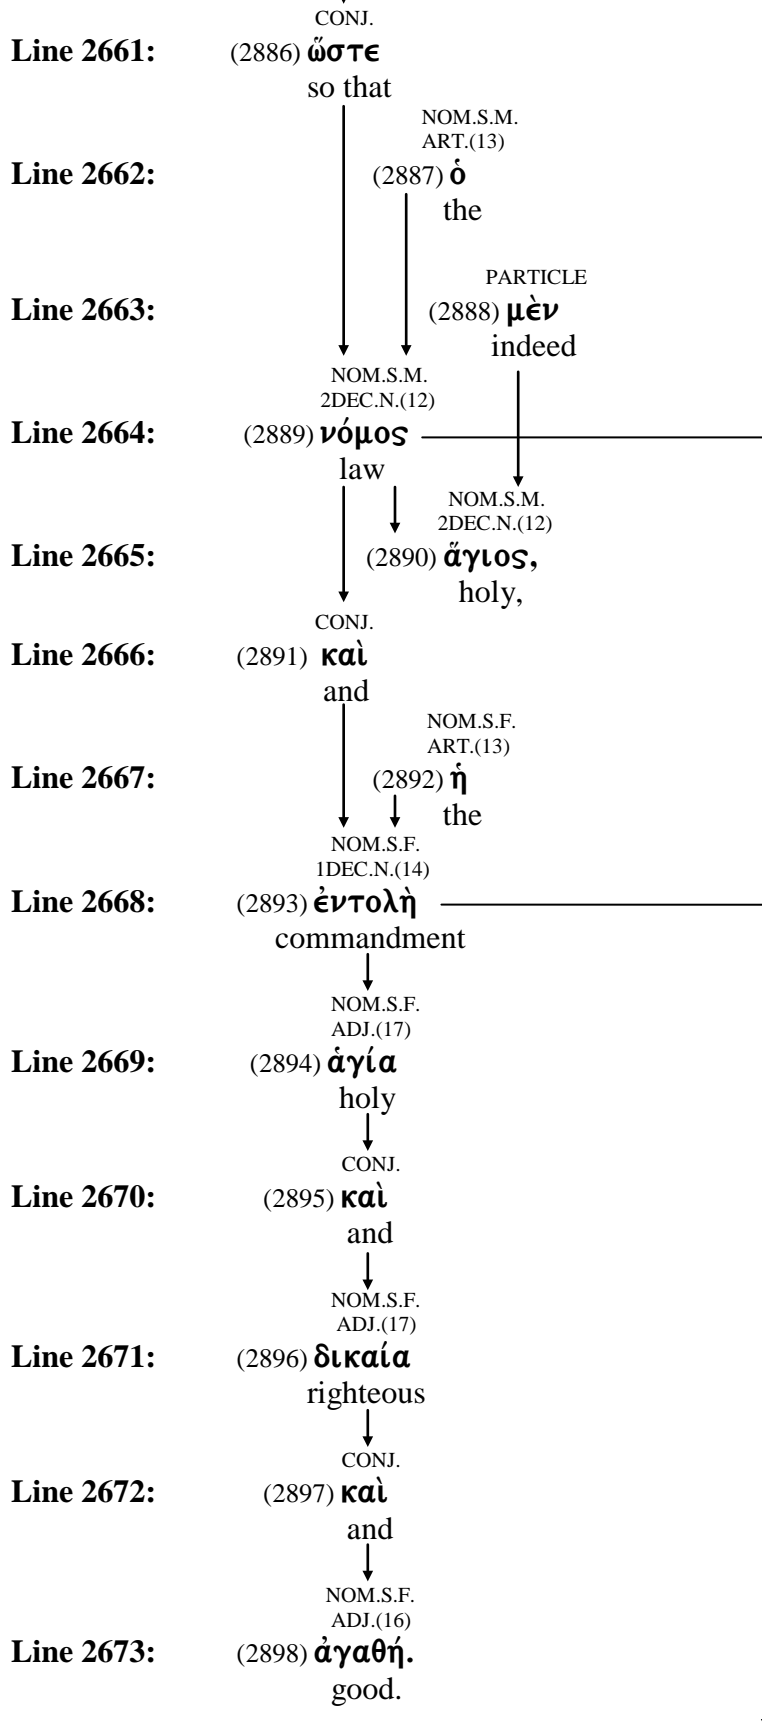 CONJ.
Line 2661: (2886) ὥστε
so that
NOM.S.M.
ART.(13)
Line 2662: (2887) ὁ
the
PARTICLE
Line 2663: (2888) μὲν
indeed
NOM.S.M.
2DEC.N.(12)
Line 2664: (2889) νόμος
law
NOM.S.M.
2DEC.N.(12)
Line 2665: (2890) ἅγιος,
holy,
CONJ.
Line 2666: (2891) καὶ
and
NOM.S.F.
ART.(13)
Line 2667: (2892) ἡ
the
NOM.S.F.
1DEC.N.(14)
Line 2668: (2893) ἐντολὴ
commandment
NOM.S.F.
ADJ.(17)
Line 2669: (2894) ἁγία
holy
CONJ.
Line 2670: (2895) καὶ
and
NOM.S.F.
ADJ.(17)
Line 2671: (2896) δικαία
righteous
CONJ.
Line 2672: (2897) καὶ
and
NOM.S.F.
ADJ.(16)
Line 2673: (2898) ἀγαθή.
good.